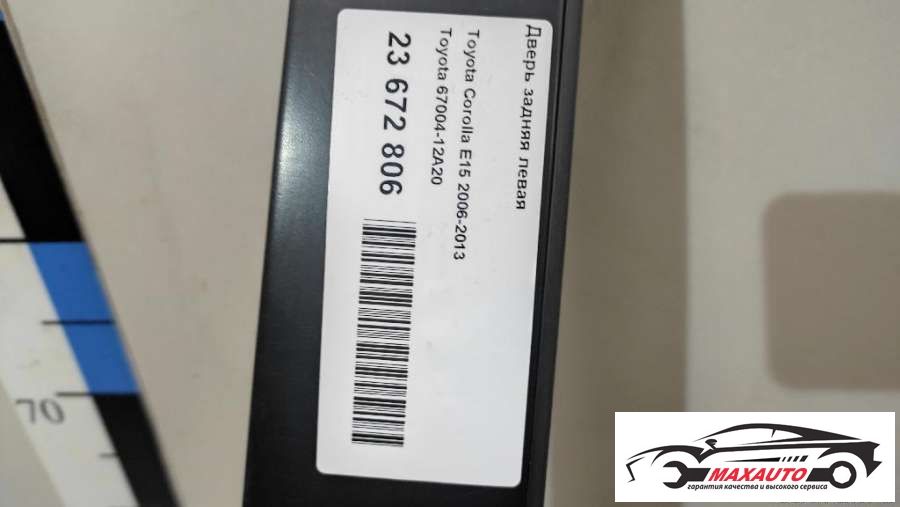 Дверь задняя левая
Toyota Corolla E15 2006-2013
Toyota 67004-12A20
23 672 806
70
MAXAUTO
гарантия качества и высокого сервиса